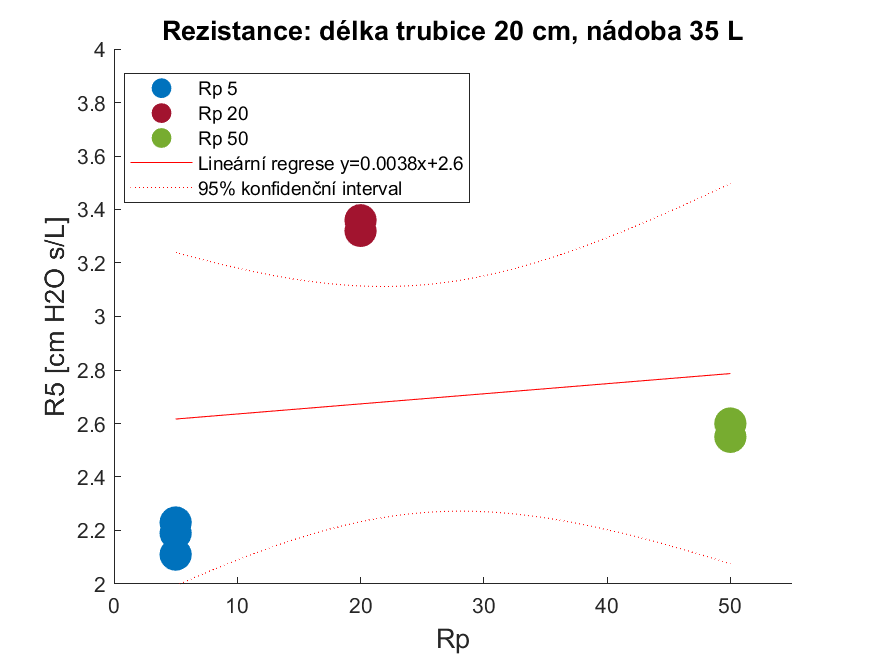 Rezistance: délka trubice 20 cm, nádoba 35 L
4
3.8
3.6
3.4
3.2
3
2.8
2.6
2.4
2.2
2
R5 [cm H2O s/L]
Rp 5
Rp 20
Rp 50
Lineární regrese y=0.0038x+2.6
95% konfidenční interval
0
10
20
30
40
50
Rp